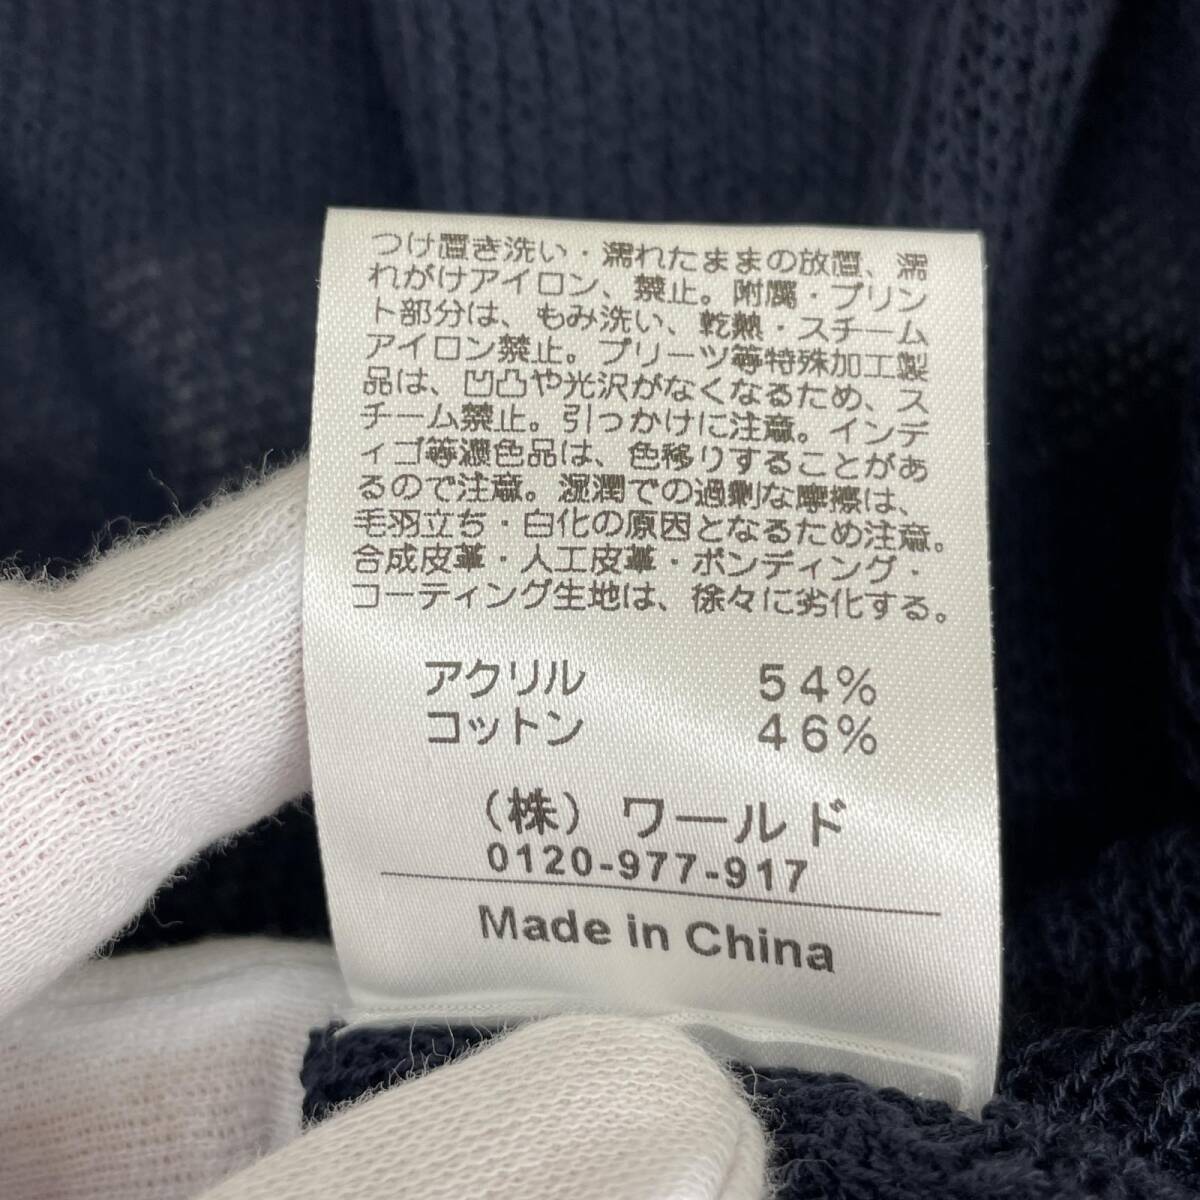 つけ置き洗い・濡れたままの放置、濡
れがけアイロン、禁止。附属・プリン
ト部分は、もみ洗い、乾熱・スチーム
アイロン禁止。プリーツ等特殊加工製
品は、凹凸や光沢がなくなるため、ス
チーム禁止。引っかけに注意。インデ
ィゴ等濃色品は、色移りすることがあ
るので注意。湿潤での過剰な摩擦は、
毛羽立ち・白化の原因となるため注意。
合成皮革・人工皮革・ボンディング・
コーティング生地は、徐々に劣化する。
アクリル 54%
コットン 46%
(株)ワールド
0120-977-917
Made in China